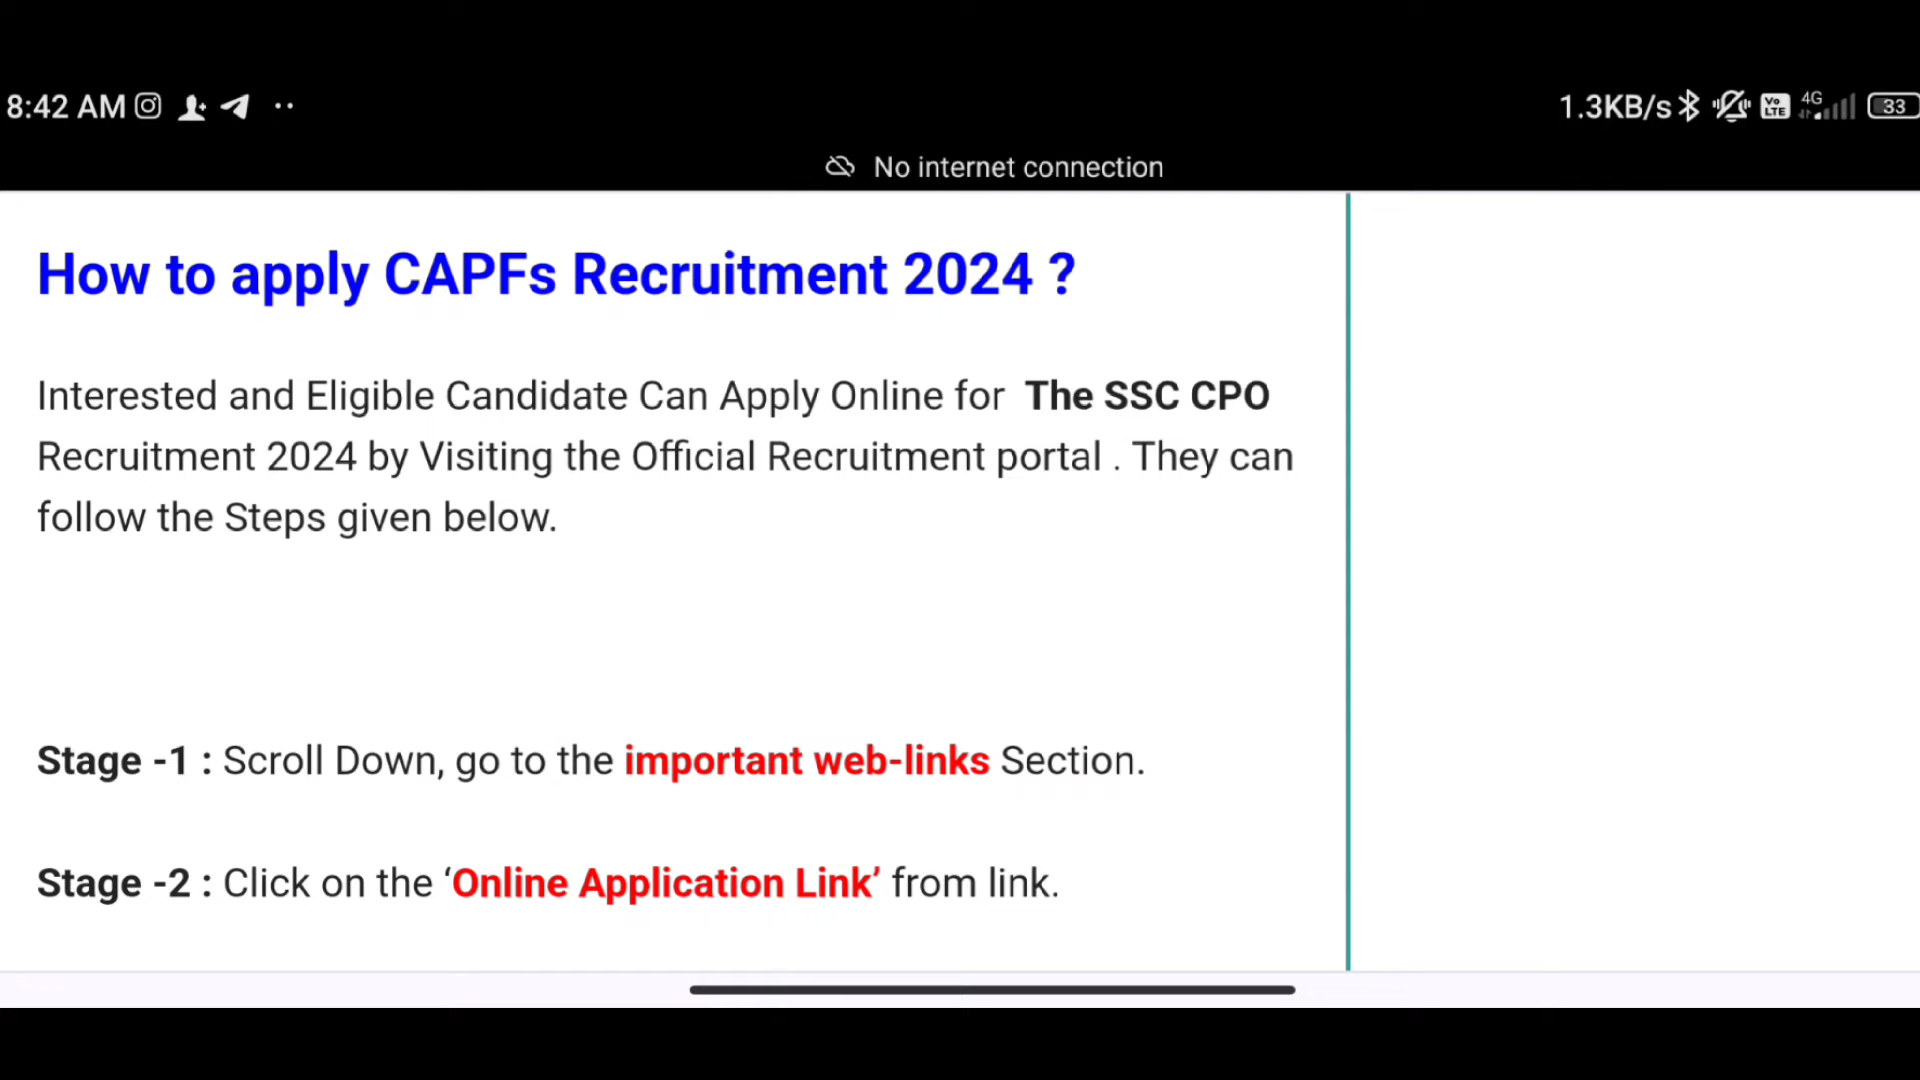 8:42 AM
1.3KB/s Vo LTE 4G 33
No internet connection
How to apply CAPFs Recruitment 2024 ?
Interested and Eligible Candidate Can Apply Online for The SSC CPO
Recruitment 2024 by Visiting the Official Recruitment portal . They can
follow the Steps given below.
Stage -1 : Scroll Down, go to the important web-links Section.
Stage -2 : Click on the ‘Online Application Link’ from link.